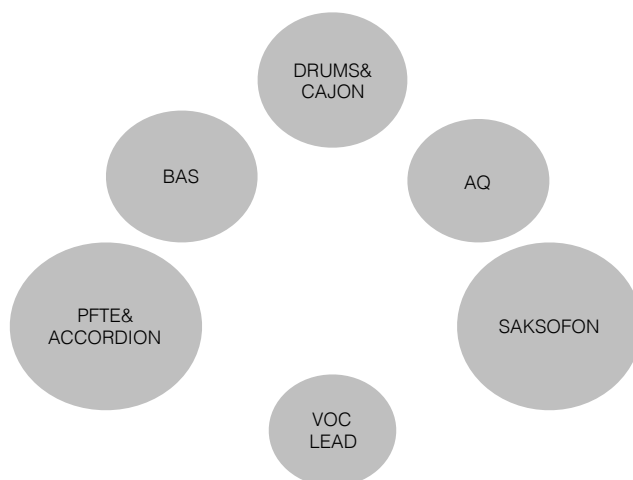 DRUMS&
CAJON
BAS
AQ
PFTE&
ACCORDION
SAKSOFON
VOC
LEAD